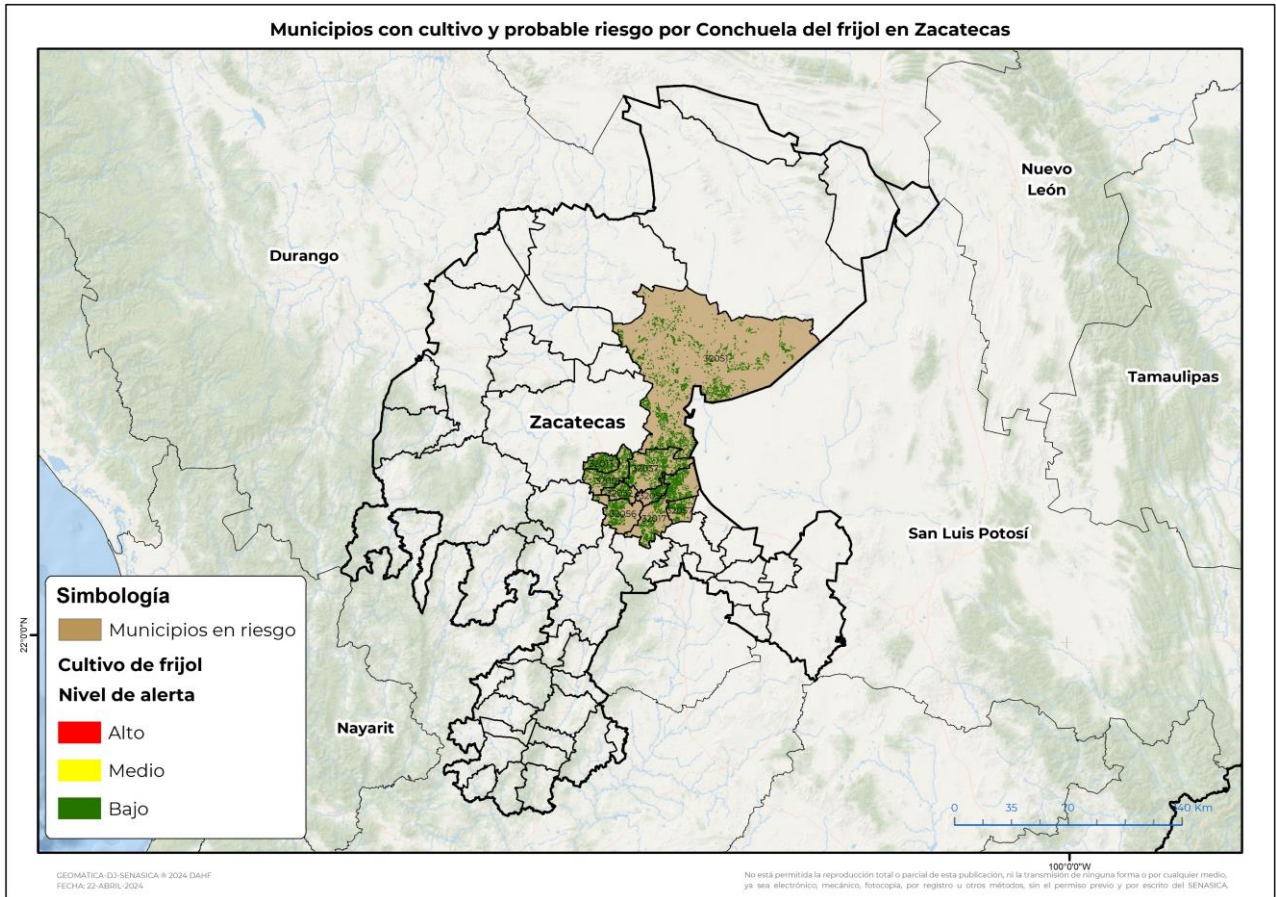 Municipios con cultivo y probable riesgo por Conchuela del frijol en Zacatecas
Nuevo
León
Durango
Tamaulipas
32051
Zacatecas
San Luis Potosí
32056
32017
Nayarit
Simbología
Municipios en riesgo
Cultivo de frijol
Nivel de alerta
Alto
Medio
Bajo
22°0'0"N
0 35 70 140 Km
100°0'0"W
GEOMATICA-DJ-SENASICA ® 2024 DAHF
FECHA: 22-ABRIL-2024
No está permitida la reproducción total o parcial de esta publicación, ni la transmisión de ninguna forma o por cualquier medio,
ya sea electrónico, mecánico, fotocopia, por registro u otros métodos, sin el permiso previo y por escrito del SENASICA.